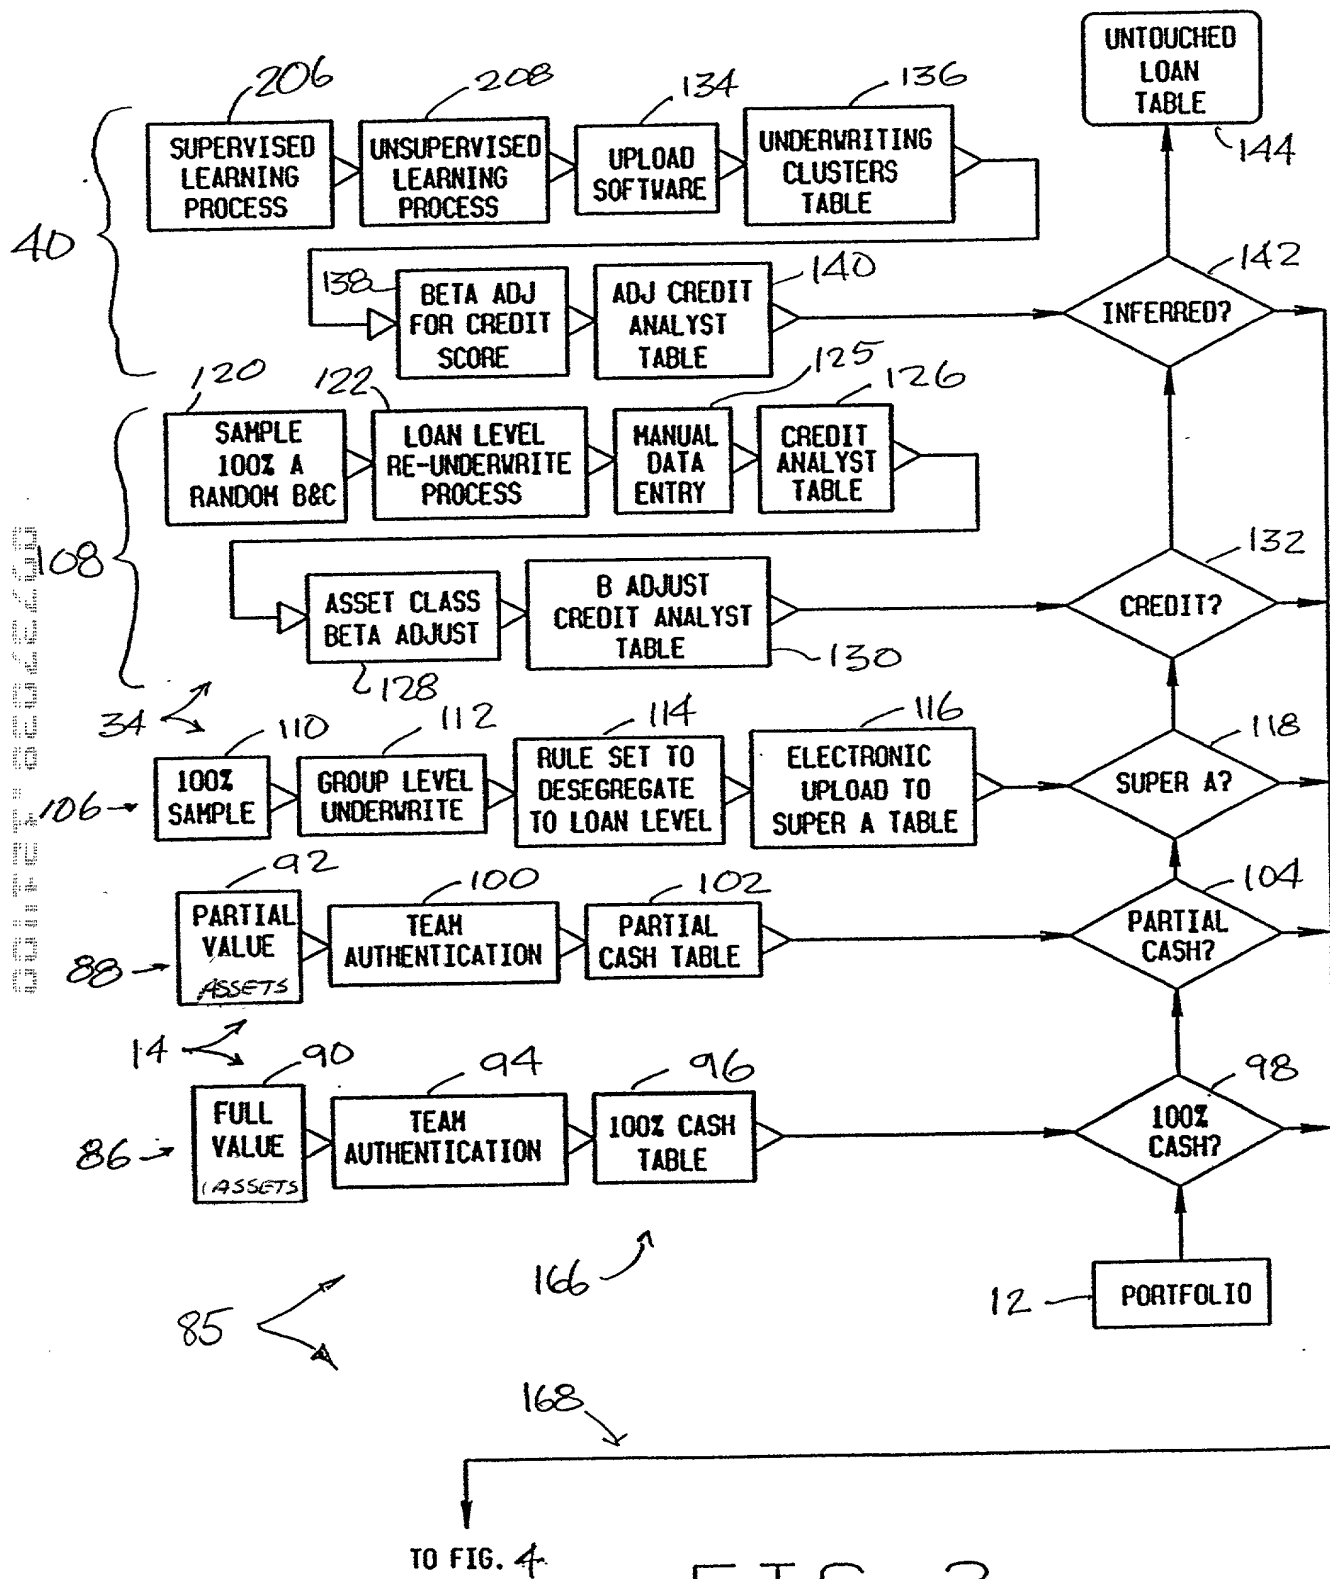 206
208
134
136
UNTOUCHED
LOAN
TABLE
144
40
SUPERVISED
LEARNING
PROCESS
UNSUPERVISED
LEARNING
PROCESS
UPLOAD
SOFTWARE
UNDERWRITING
CLUSTERS
TABLE
138
BETA ADJ
FOR CREDIT
SCORE
ADJ CREDIT
ANALYST
TABLE
140
142
INFERRED?
120
122
125
126
108
SAMPLE
100% A
RANDOM B&C
LOAN LEVEL
RE-UNDERWRITE
PROCESS
MANUAL
DATA
ENTRY
CREDIT
ANALYST
TABLE
132
CREDIT?
ASSET CLASS
BETA ADJUST
128
B ADJUST
CREDIT ANALYST
TABLE
130
34
110
112
114
116
118
106
100%
SAMPLE
GROUP LEVEL
UNDERWRITE
RULE SET TO
DESEGREGATE
TO LOAN LEVEL
ELECTRONIC
UPLOAD TO
SUPER A TABLE
SUPER A?
92
100
102
104
88
PARTIAL
VALUE
ASSETS
TEAM
AUTHENTICATION
PARTIAL
CASH TABLE
PARTIAL
CASH?
14
90
94
96
98
86
FULL
VALUE
ASSETS
TEAM
AUTHENTICATION
100% CASH
TABLE
100%
CASH?
166
85
12
PORTFOLIO
168
TO FIG. 4